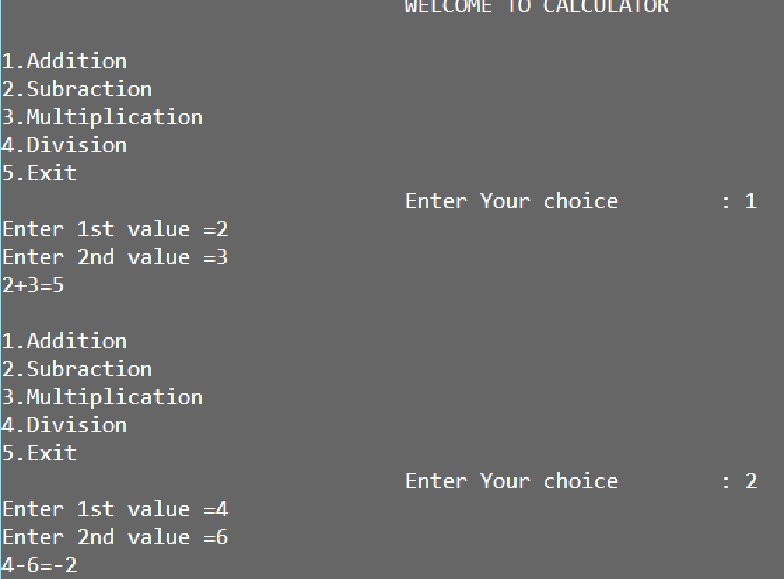 WELCOME TO CALCULATOR
1.Addition
2.Subraction
3.Multiplication
4.Division
5.Exit
Enter Your choice : 1
Enter 1st value =2
Enter 2nd value =3
2+3=5
1.Addition
2.Subraction
3.Multiplication
4.Division
5.Exit
Enter Your choice : 2
Enter 1st value =4
Enter 2nd value =6
4-6=-2